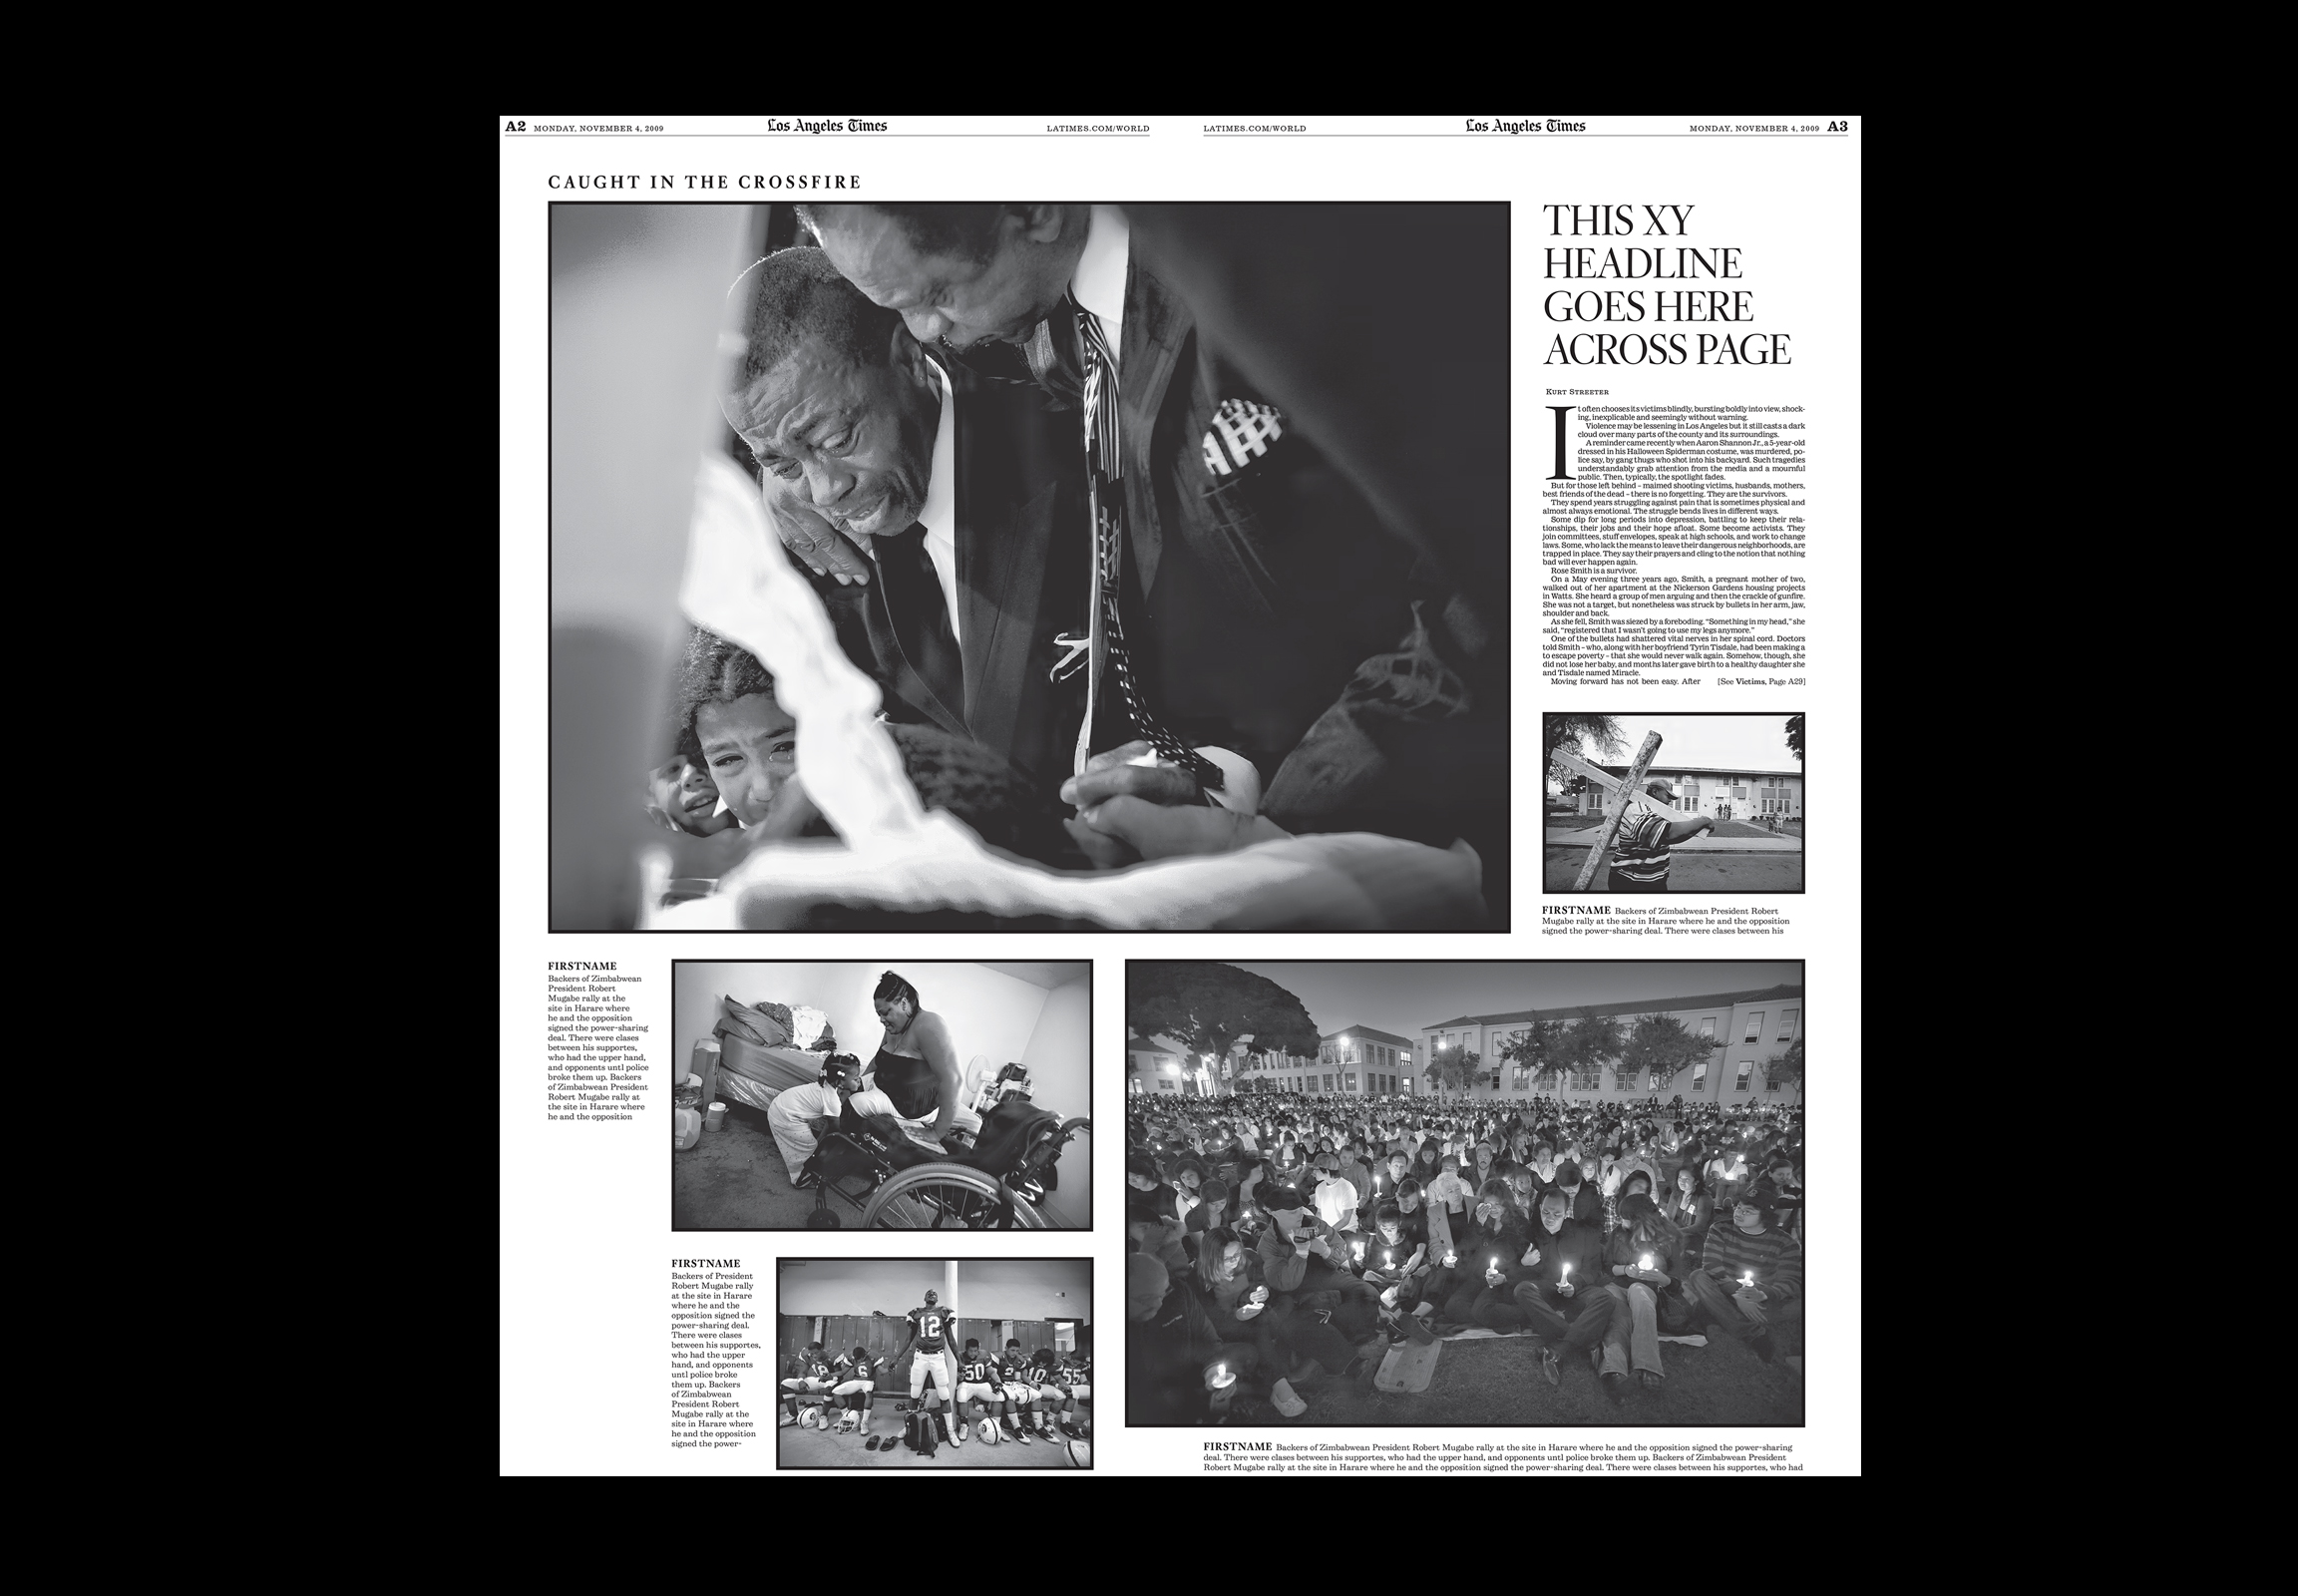 A2 MONDAY, NOVEMBER 4, 2009 Los Angeles Times LATIMES.COM/WORLD
LATIMES.COM/WORLD Los Angeles Times MONDAY, NOVEMBER 4, 2009 A3
CAUGHT IN THE CROSSFIRE
THIS XY
HEADLINE
GOES HERE
ACROSS PAGE
KURT STREETER
It often chooses its victims blindly, bursting boldly into view, shock-
ing, inexplicable and seemingly without warning.
Violence may be lessening in Los Angeles but it still casts a dark
cloud over many parts of the county and its surroundings.
A reminder came recently when Aaron Shannon Jr., a 5-year-old
dressed in his Halloween Spiderman costume, was murdered, po-
lice say, by gang thugs who shot into his backyard. Such tragedies
understandably grab attention from the media and a mournful
public. Then, typically, the spotlight fades.
But for those left behind – maimed shooting victims, husbands, mothers,
best friends of the dead – there is no forgetting. They are the survivors.
They spend years struggling against pain that is sometimes physical and
almost always emotional. The struggle bends lives in different ways.
Some dip for long periods into depression, battling to keep their rela-
tionships, their jobs and their hope afloat. Some become activists. They
join committees, stuff envelopes, speak at high schools, and work to change
laws. Some, who lack the means to leave their dangerous neighborhoods, are
trapped in place. They say their prayers and cling to the notion that nothing
bad will ever happen again.
Rose Smith is a survivor.
On a May evening three years ago, Smith, a pregnant mother of two,
walked out of her apartment at the Nickerson Gardens housing projects
in Watts. She heard a group of men arguing and then the crackle of gunfire.
She was not a target, but nonetheless was struck by bullets in her arm, jaw,
shoulder and back.
As she fell, Smith was siezed by a foreboding. “Something in my head,” she
said, “registered that I wasn't going to use my legs anymore.”
One of the bullets had shattered vital nerves in her spinal cord. Doctors
told Smith – who, along with her boyfriend Tyrin Tisdale, had been making a
to escape poverty – that she would never walk again. Somehow, though, she
did not lose her baby, and months later gave birth to a healthy daughter she
and Tisdale named Miracle.
Moving forward has not been easy. After [See Victims, Page A29]
FIRSTNAME Backers of Zimbabwean President Robert
Mugabe rally at the site in Harare where he and the opposition
signed the power-sharing deal. There were clases between his
FIRSTNAME
Backers of Zimbabwean
President Robert
Mugabe rally at the
site in Harare where
he and the opposition
signed the power-sharing
deal. There were clases
between his supportes,
who had the upper hand,
and opponents untl police
broke them up. Backers
of Zimbabwean President
Robert Mugabe rally at
the site in Harare where
he and the opposition
FIRSTNAME
Backers of President
Robert Mugabe rally
at the site in Harare
where he and the
opposition signed the
power-sharing deal.
There were clases
between his supportes,
who had the upper
hand, and opponents
untl police broke
them up. Backers
of Zimbabwean
President Robert
Mugabe rally at the
site in Harare where
he and the opposition
signed the power-
12
18 6 50 2 10 55
FIRSTNAME Backers of Zimbabwean President Robert Mugabe rally at the site in Harare where he and the opposition signed the power-sharing
deal. There were clases between his supportes, who had the upper hand, and opponents untl police broke them up. Backers of Zimbabwean President
Robert Mugabe rally at the site in Harare where he and the opposition signed the power-sharing deal. There were clases between his supportes, who had